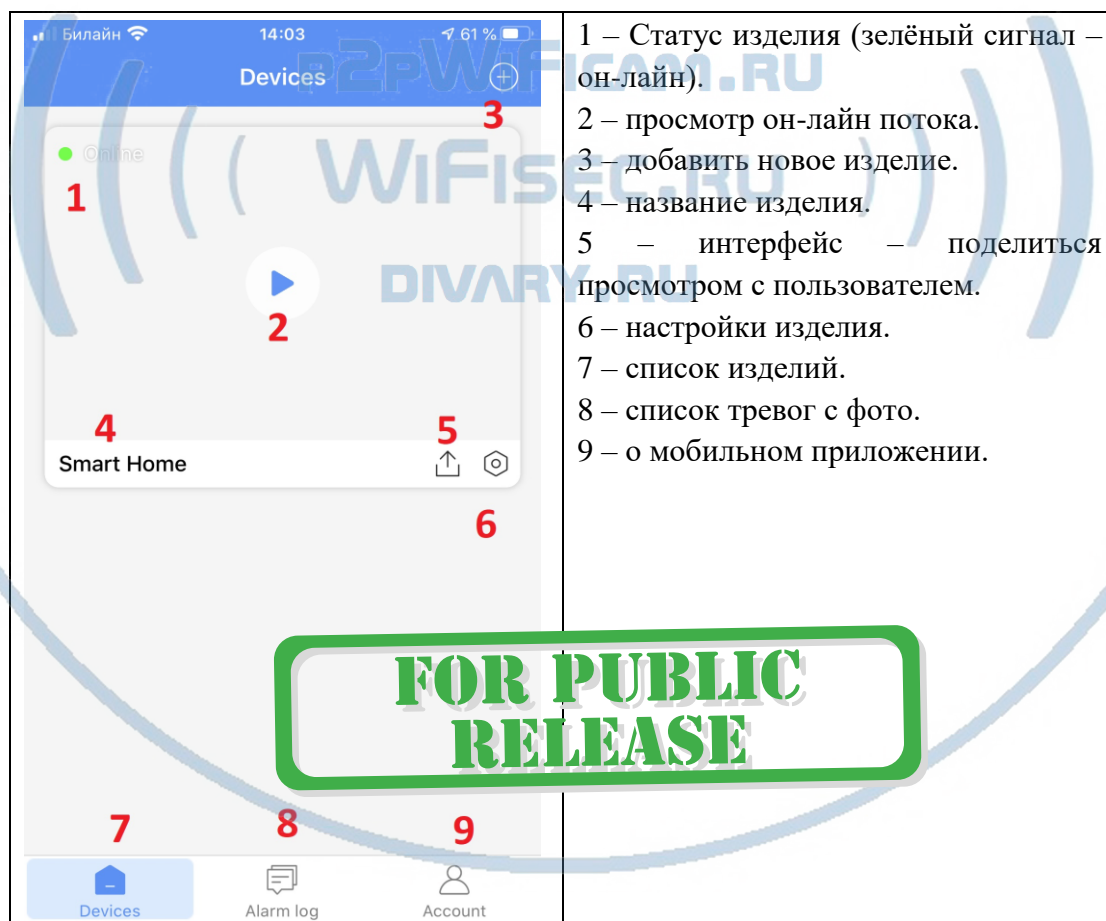 Билайн 14:03 61 %
Devices
3
Online
1
2
4
5
Smart Home
6
7
8
9
Devices Alarm log Account
1 – Статус изделия (зелёный сигнал –
он-лайн).
2 – просмотр он-лайн потока.
3 – добавить новое изделие.
4 – название изделия.
5 – интерфейс – поделиться
просмотром с пользователем.
6 – настройки изделия.
7 – список изделий.
8 – список тревог с фото.
9 – о мобильном приложении.
P2PWIFICAM.RU
WIFISEC.RU
DIVARY.RU
FOR PUBLIC
RELEASE